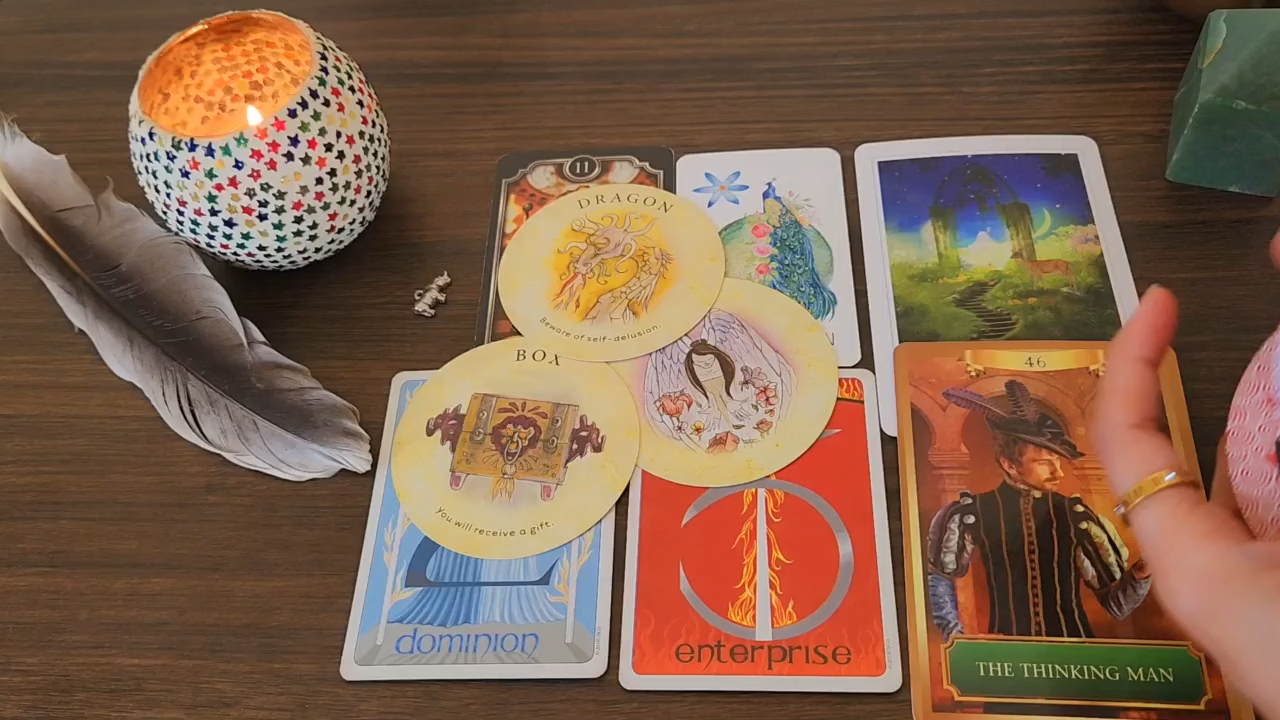 11
DRAGON
Beware of self-delusion.
BOX
You will receive a gift.
46
dominion
enterprise
THE THINKING MAN